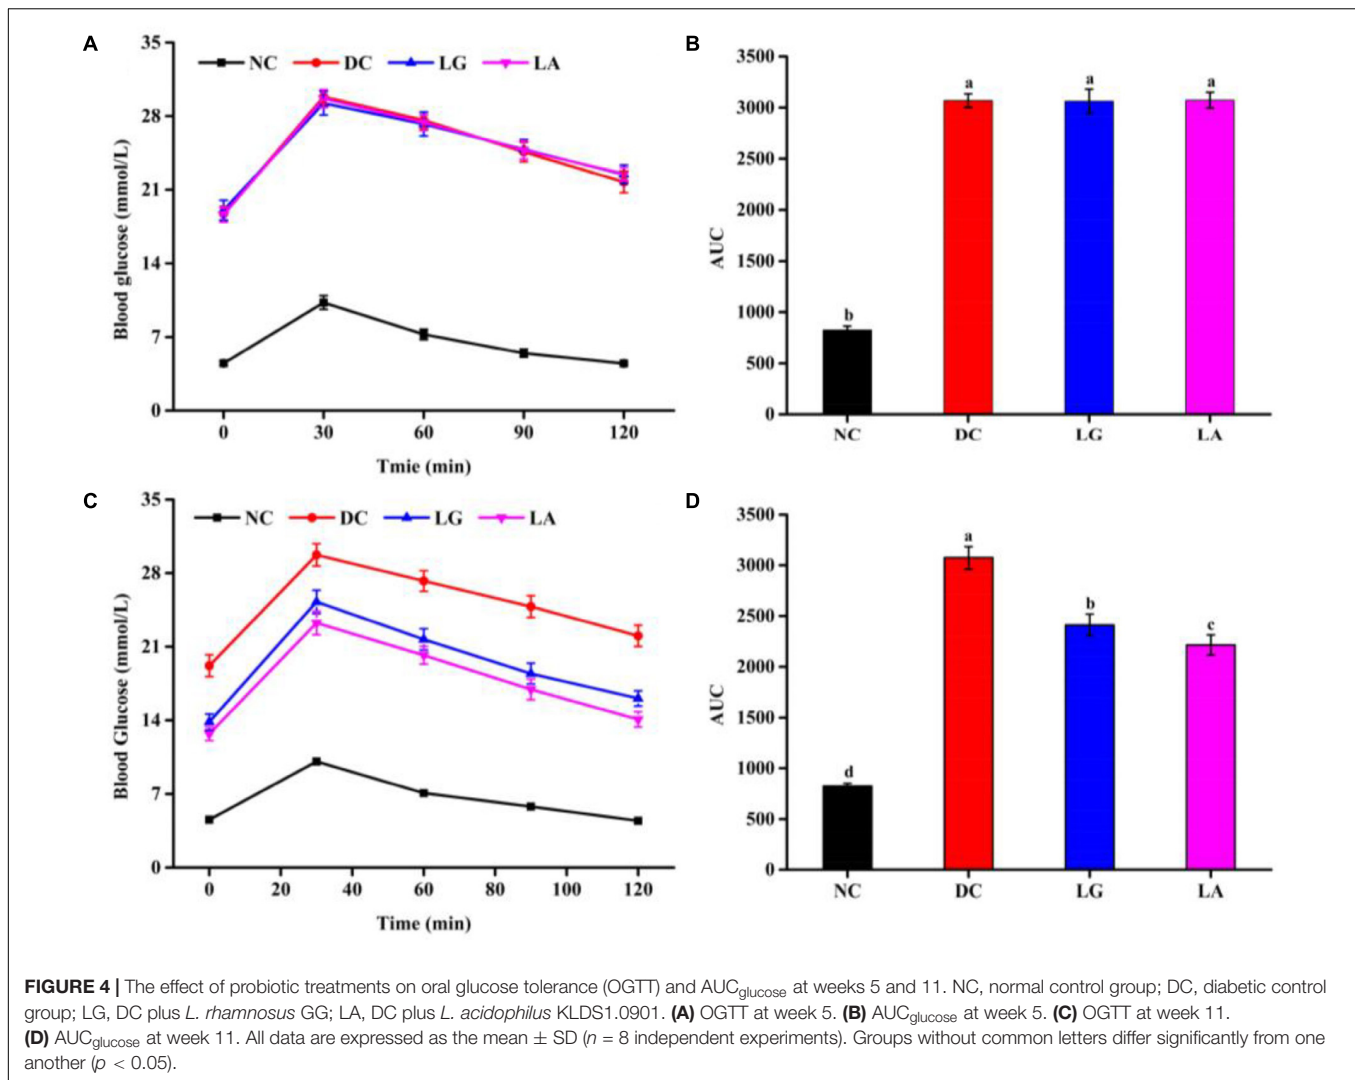 A
NC DC LG LA
35
28
21
14
7
0
Blood glucose (mmol/L)
0 30 60 90 120
Tmie (min)
B
3500
3000
2500
2000
1500
1000
500
0
AUC
b a a a
NC DC LG LA
C
NC DC LG LA
35
28
21
14
7
0
Blood Glucose (mmol/L)
0 20 40 60 80 100 120
Time (min)
D
3500
3000
2500
2000
1500
1000
500
0
AUC
d a b c
NC DC LG LA
FIGURE 4 | The effect of probiotic treatments on oral glucose tolerance (OGTT) and AUCglucose at weeks 5 and 11. NC, normal control group; DC, diabetic control
group; LG, DC plus L. rhamnosus GG; LA, DC plus L. acidophilus KLDS1.0901. (A) OGTT at week 5. (B) AUCglucose at week 5. (C) OGTT at week 11.
(D) AUCglucose at week 11. All data are expressed as the mean ± SD (n = 8 independent experiments). Groups without common letters differ significantly from one
another (p < 0.05).